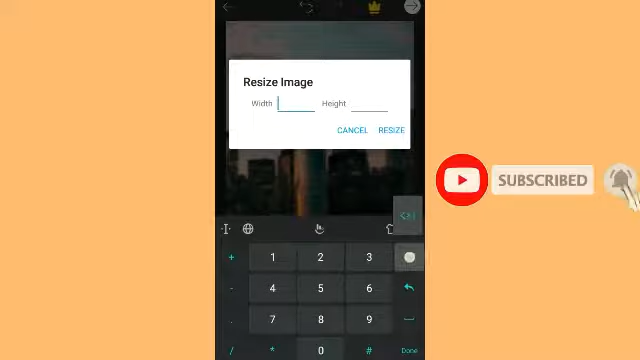 Resize Image
Width Height
CANCEL RESIZE
SUBSCRIBED
+ 1 2 3
- 4 5 6
. 7 8 9
/ * 0 # Done